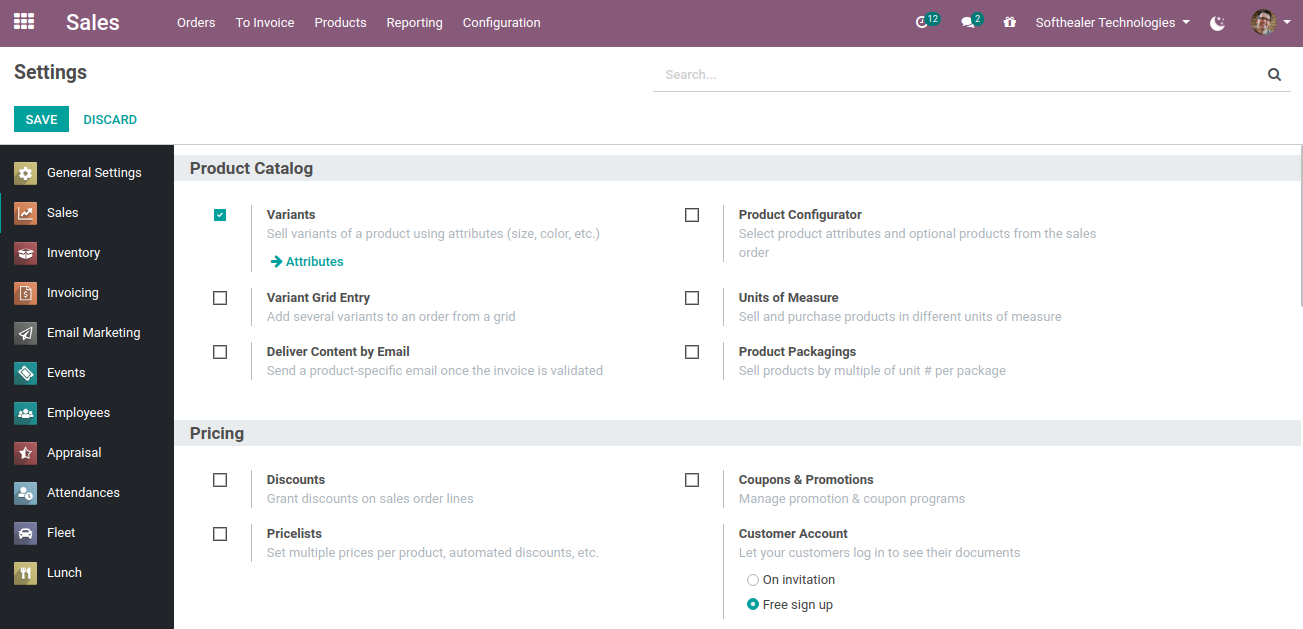 Sales
Orders
To Invoice
Products
Reporting
Configuration
12
2
Softhealer Technologies
Settings
Search...
SAVE
DISCARD
General Settings
Sales
Inventory
Invoicing
Email Marketing
Events
Employees
Appraisal
Attendances
Fleet
Lunch
Product Catalog
Variants
Sell variants of a product using attributes (size, color, etc.)
Attributes
Product Configurator
Select product attributes and optional products from the sales
order
Variant Grid Entry
Add several variants to an order from a grid
Units of Measure
Sell and purchase products in different units of measure
Deliver Content by Email
Send a product-specific email once the invoice is validated
Product Packagings
Sell products by multiple of unit # per package
Pricing
Discounts
Grant discounts on sales order lines
Coupons & Promotions
Manage promotion & coupon programs
Pricelists
Set multiple prices per product, automated discounts, etc.
Customer Account
Let your customers log in to see their documents
On invitation
Free sign up